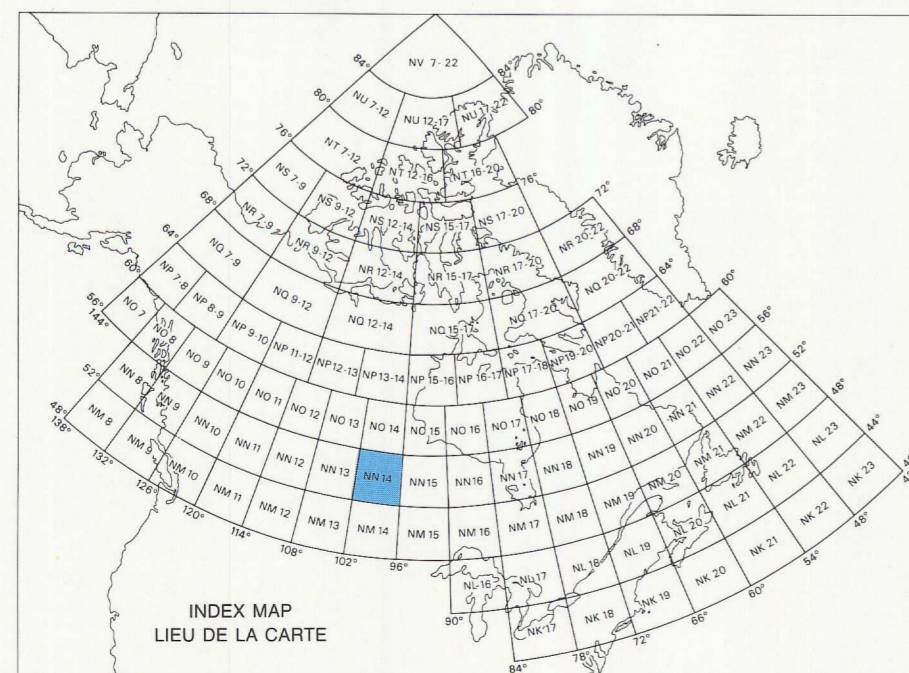 NV 7-22
84°
84°
80°
NU 7-12
NU 12-17
NU 17-22
80°
76°
NT 7-12
NT 12-16
NT 16-20
76°
72°
NS 7-9
NS 9-12
NS 12-14
NS 15-17
NS 17-20
72°
68°
NR 7-9
NR 9-12
NR 12-14
NR 15-17
NR 17-20
NR 20-22
68°
64°
NQ 7-9
NQ 9-12
NQ 12-14
NQ 15-17
NQ 17-20
NQ 20-22
64°
60°
NP 7-8
NP 8-9
NP 9-10
NP 11-12
NP 12-13
NP 13-14
NP 15-16
NP 16-17
NP 17-18
NP 19-20
NP 20-21
NP 21-22
60°
56°
144°
NO 7
NO 8
NO 9
NO 10
NO 11
NO 12
NO 13
NO 14
NO 15
NO 16
NO 17
NO 18
NO 19
NO 20
NO 21
NO 22
NO 23
56°
52°
NN 8
NN 9
NN 10
NN 11
NN 12
NN 13
NN 14
NN 15
NN 16
NN 17
NN 18
NN 19
NN 20
NN 21
NN 22
NN 23
52°
48°
138°
NM 8
NM 9
NM 10
NM 11
NM 12
NM 13
NM 14
NM 15
NM 16
NM 17
NM 18
NM 19
NM 20
NM 21
NM 22
NM 23
48°
132°
126°
120°
114°
108°
102°
96°
NL 16
NL 17
NL 18
NL 19
NL 20
NL 21
NL 22
NL 23
44°
90°
NK 17
NK 18
NK 19
NK 20
NK 21
NK 22
NK 23
84°
78°
72°
66°
60°
54°
48°
INDEX MAP
LIEU DE LA CARTE